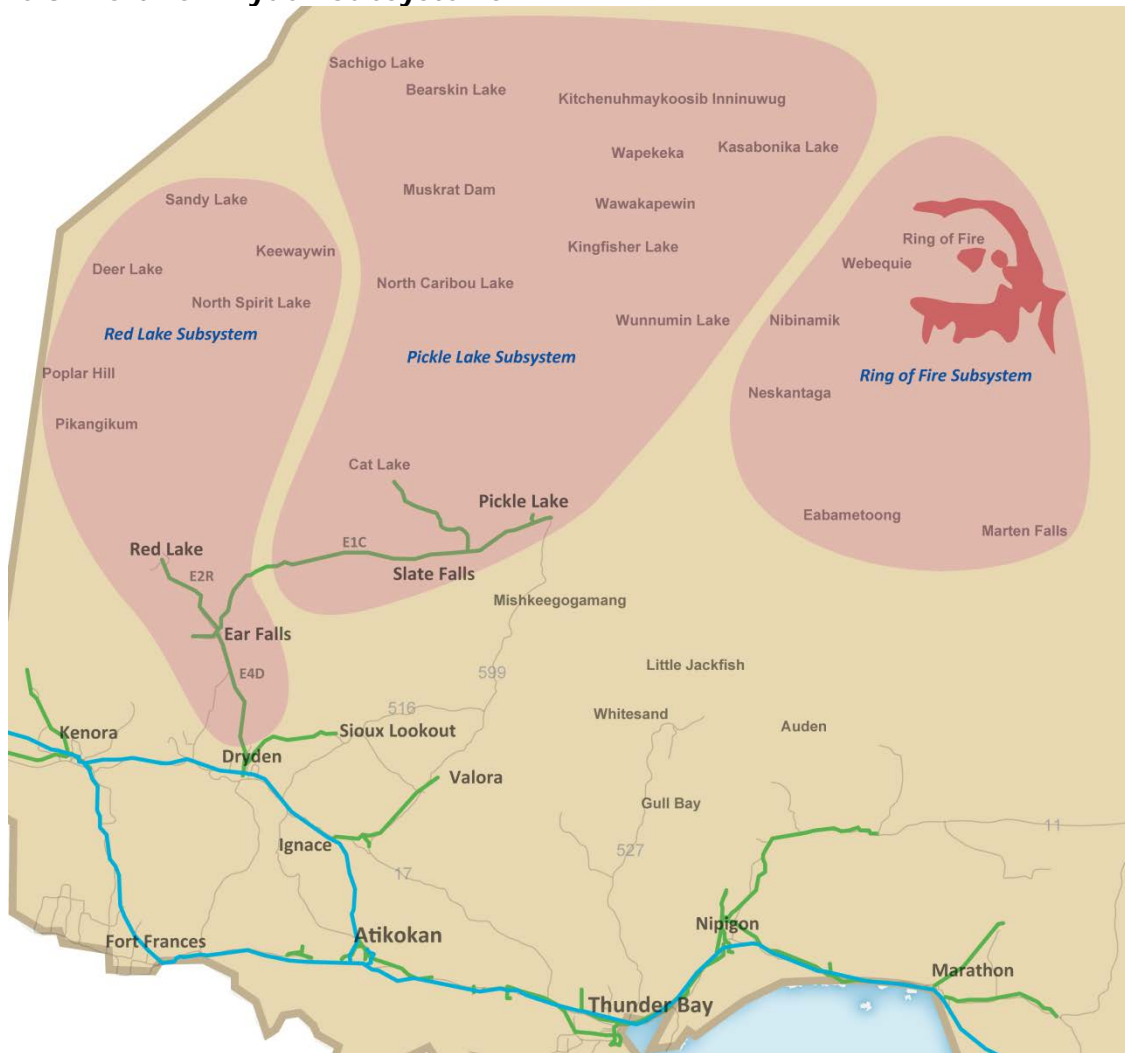 Sachigo Lake
Bearskin Lake
Kitchenuhmaykoosib Inninuwug
Wapekeka
Kasabonika Lake
Muskrat Dam
Wawakapewin
Sandy Lake
Keewaywin
Deer Lake
North Spirit Lake
Red Lake Subsystem
Kingfisher Lake
North Caribou Lake
Wunnumin Lake
Pickle Lake Subsystem
Ring of Fire
Webequie
Nibinamik
Ring of Fire Subsystem
Neskantaga
Poplar Hill
Pikangikum
Cat Lake
Pickle Lake
Eabametoong
Marten Falls
Red Lake
E2R
E1C
Slate Falls
Mishkeegogamang
Ear Falls
E4D
599
Little Jackfish
516
Whitesand
Auden
Kenora
Sioux Lookout
Dryden
Valora
Gull Bay
Ignace
527
11
17
Fort Frances
Atikokan
Nipigon
Marathon
Thunder Bay